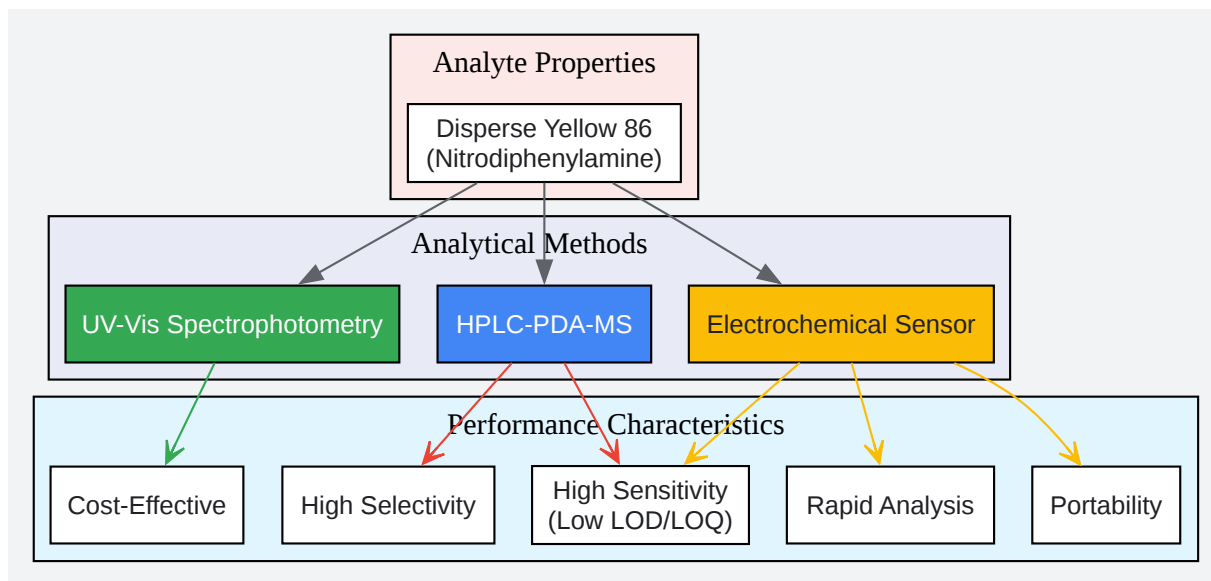 Analyte Properties
Disperse Yellow 86
(Nitrodiphenylamine)
Analytical Methods
UV-Vis Spectrophotometry
HPLC-PDA-MS
Electrochemical Sensor
Performance Characteristics
Cost-Effective
High Selectivity
High Sensitivity
(Low LOD/LOQ)
Rapid Analysis
Portability